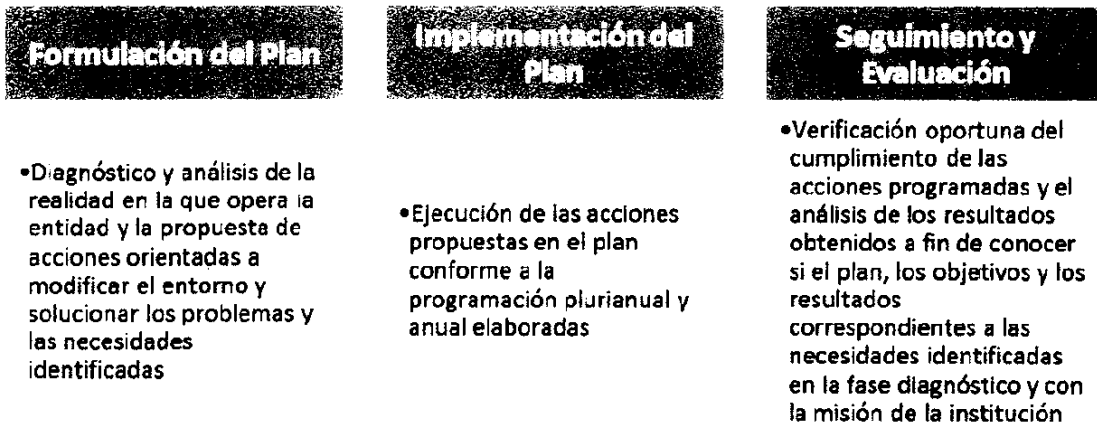 Formulación del Plan
•Diagnóstico y análisis de la
realidad en la que opera la
entidad y la propuesta de
acciones orientadas a
modificar el entorno y
solucionar los problemas y
las necesidades
identificadas
Implementación del
Plan
•Ejecución de las acciones
propuestas en el plan
conforme a la
programación plurianual y
anual elaboradas
Seguimiento y
Evaluación
•Verificación oportuna del
cumplimiento de las
acciones programadas y el
análisis de los resultados
obtenidos a fin de conocer
si el plan, los objetivos y los
resultados
correspondientes a las
necesidades identificadas
en la fase diagnóstico y con
la misión de la institución